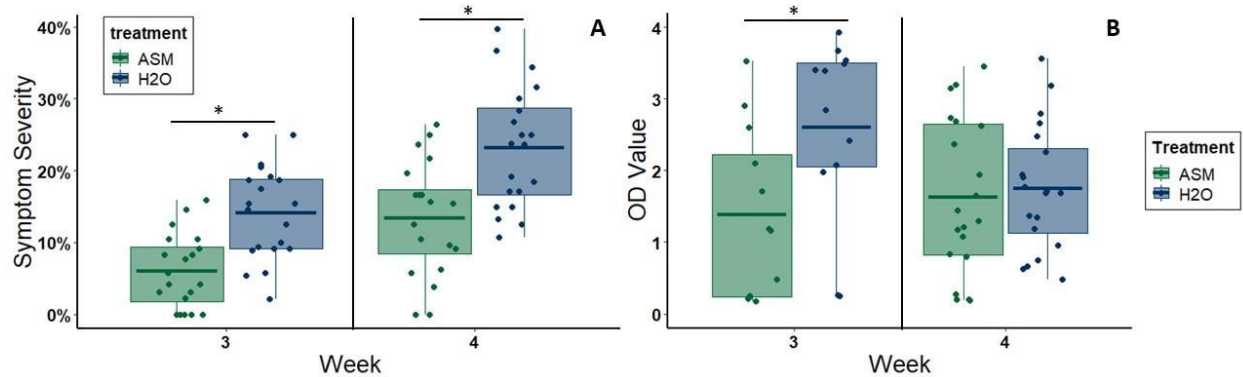 A
treatment
ASM
H2O
*
*
40%
30%
20%
10%
0%
Symptom Severity
3
4
Week
B
*
4
3
2
1
0
OD Value
3
4
Week
Treatment
ASM
H2O